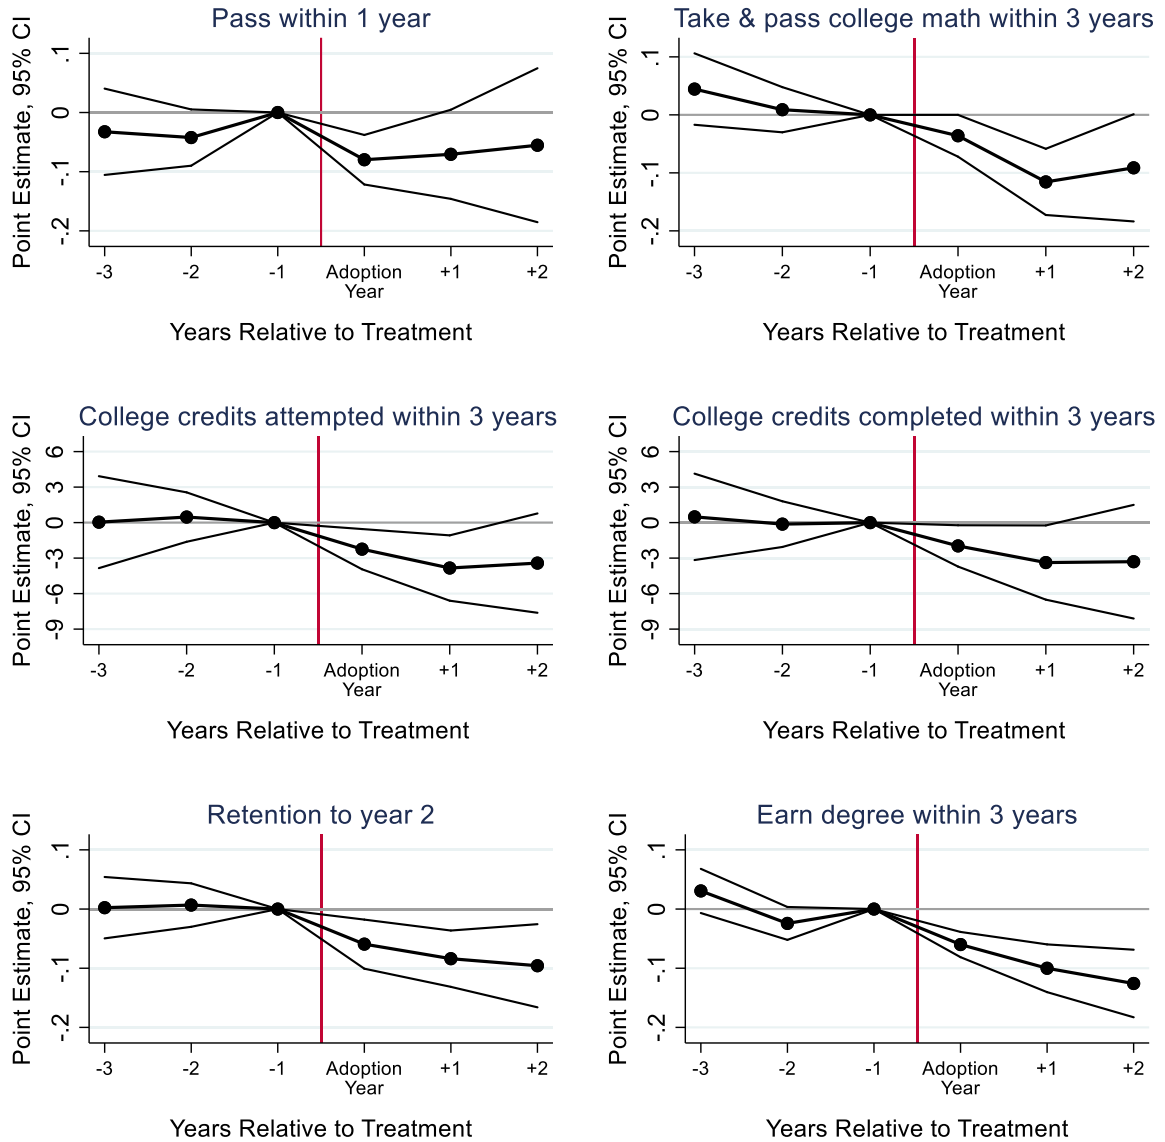 Pass within 1 year
Point Estimate, 95% CI
.1
0
-.1
-.2
-3 -2 -1 Adoption Year +1 +2
Years Relative to Treatment
Take & pass college math within 3 years
Point Estimate, 95% CI
.1
0
-.1
-.2
-3 -2 -1 Adoption Year +1 +2
Years Relative to Treatment
College credits attempted within 3 years
Point Estimate, 95% CI
6
3
0
-3
-6
-9
-3 -2 -1 Adoption Year +1 +2
Years Relative to Treatment
College credits completed within 3 years
Point Estimate, 95% CI
6
3
0
-3
-6
-9
-3 -2 -1 Adoption Year +1 +2
Years Relative to Treatment
Retention to year 2
Point Estimate, 95% CI
.1
0
-.1
-.2
-3 -2 -1 Adoption Year +1 +2
Years Relative to Treatment
Earn degree within 3 years
Point Estimate, 95% CI
.1
0
-.1
-.2
-3 -2 -1 Adoption Year +1 +2
Years Relative to Treatment